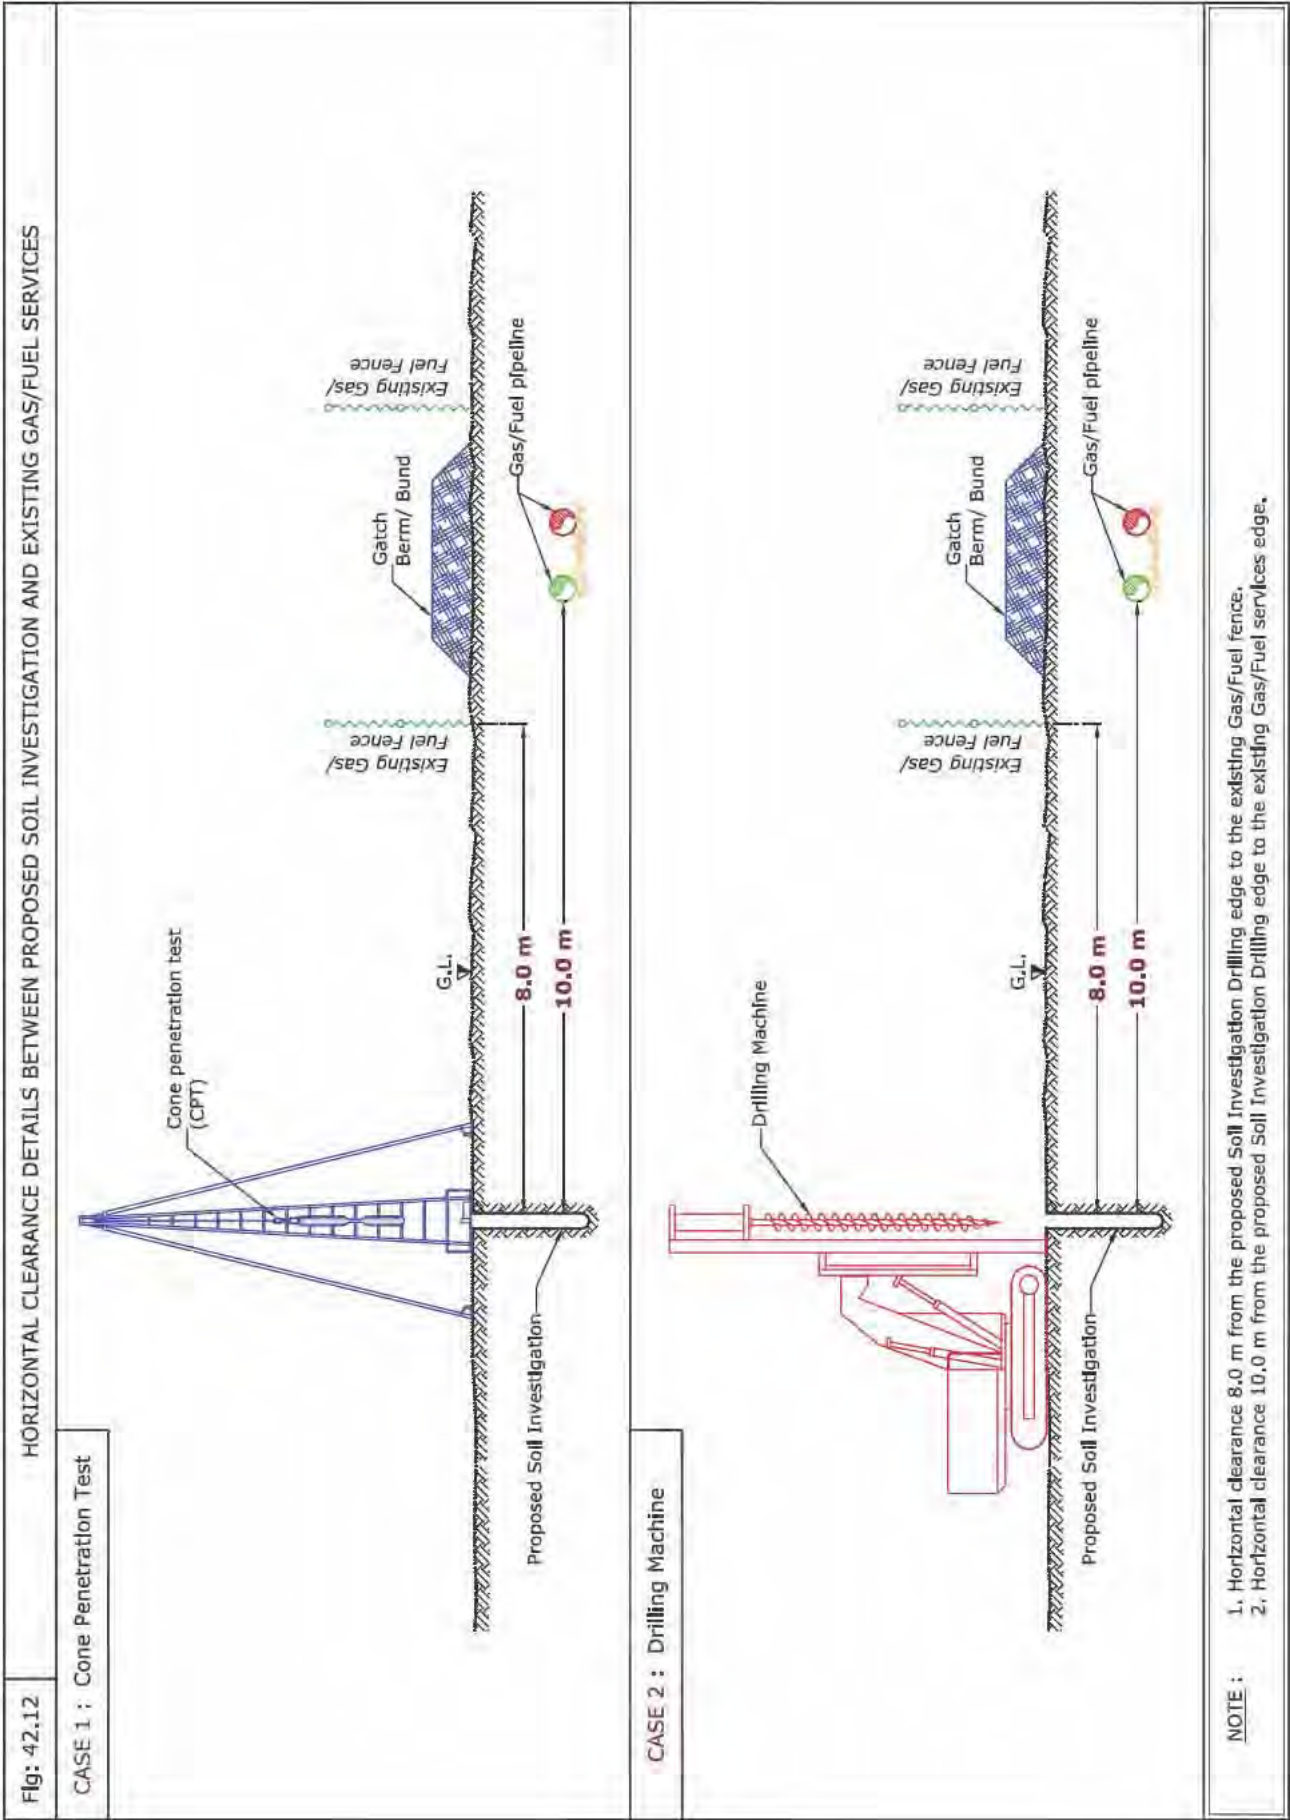 Fig: 42.12
HORIZONTAL CLEARANCE DETAILS BETWEEN PROPOSED SOIL INVESTIGATION AND EXISTING GAS/FUEL SERVICES
CASE 1 : Cone Penetration Test
Cone penetration test
(CPT)
Existing Gas/
Fuel Fence
Gatch
Berm/ Bund
Existing Gas/
Fuel Fence
G.L.
8.0 m
10.0 m
Gas/Fuel pipeline
Proposed Soil Investigation
CASE 2 : Drilling Machine
Drilling Machine
Existing Gas/
Fuel Fence
Gatch
Berm/ Bund
Existing Gas/
Fuel Fence
G.L.
8.0 m
10.0 m
Gas/Fuel pipeline
Proposed Soil Investigation
NOTE :
1. Horizontal clearance 8.0 m from the proposed Soil Investigation Drilling edge to the existing Gas/Fuel fence.
2. Horizontal clearance 10.0 m from the proposed Soil Investigation Drilling edge to the existing Gas/Fuel services edge.